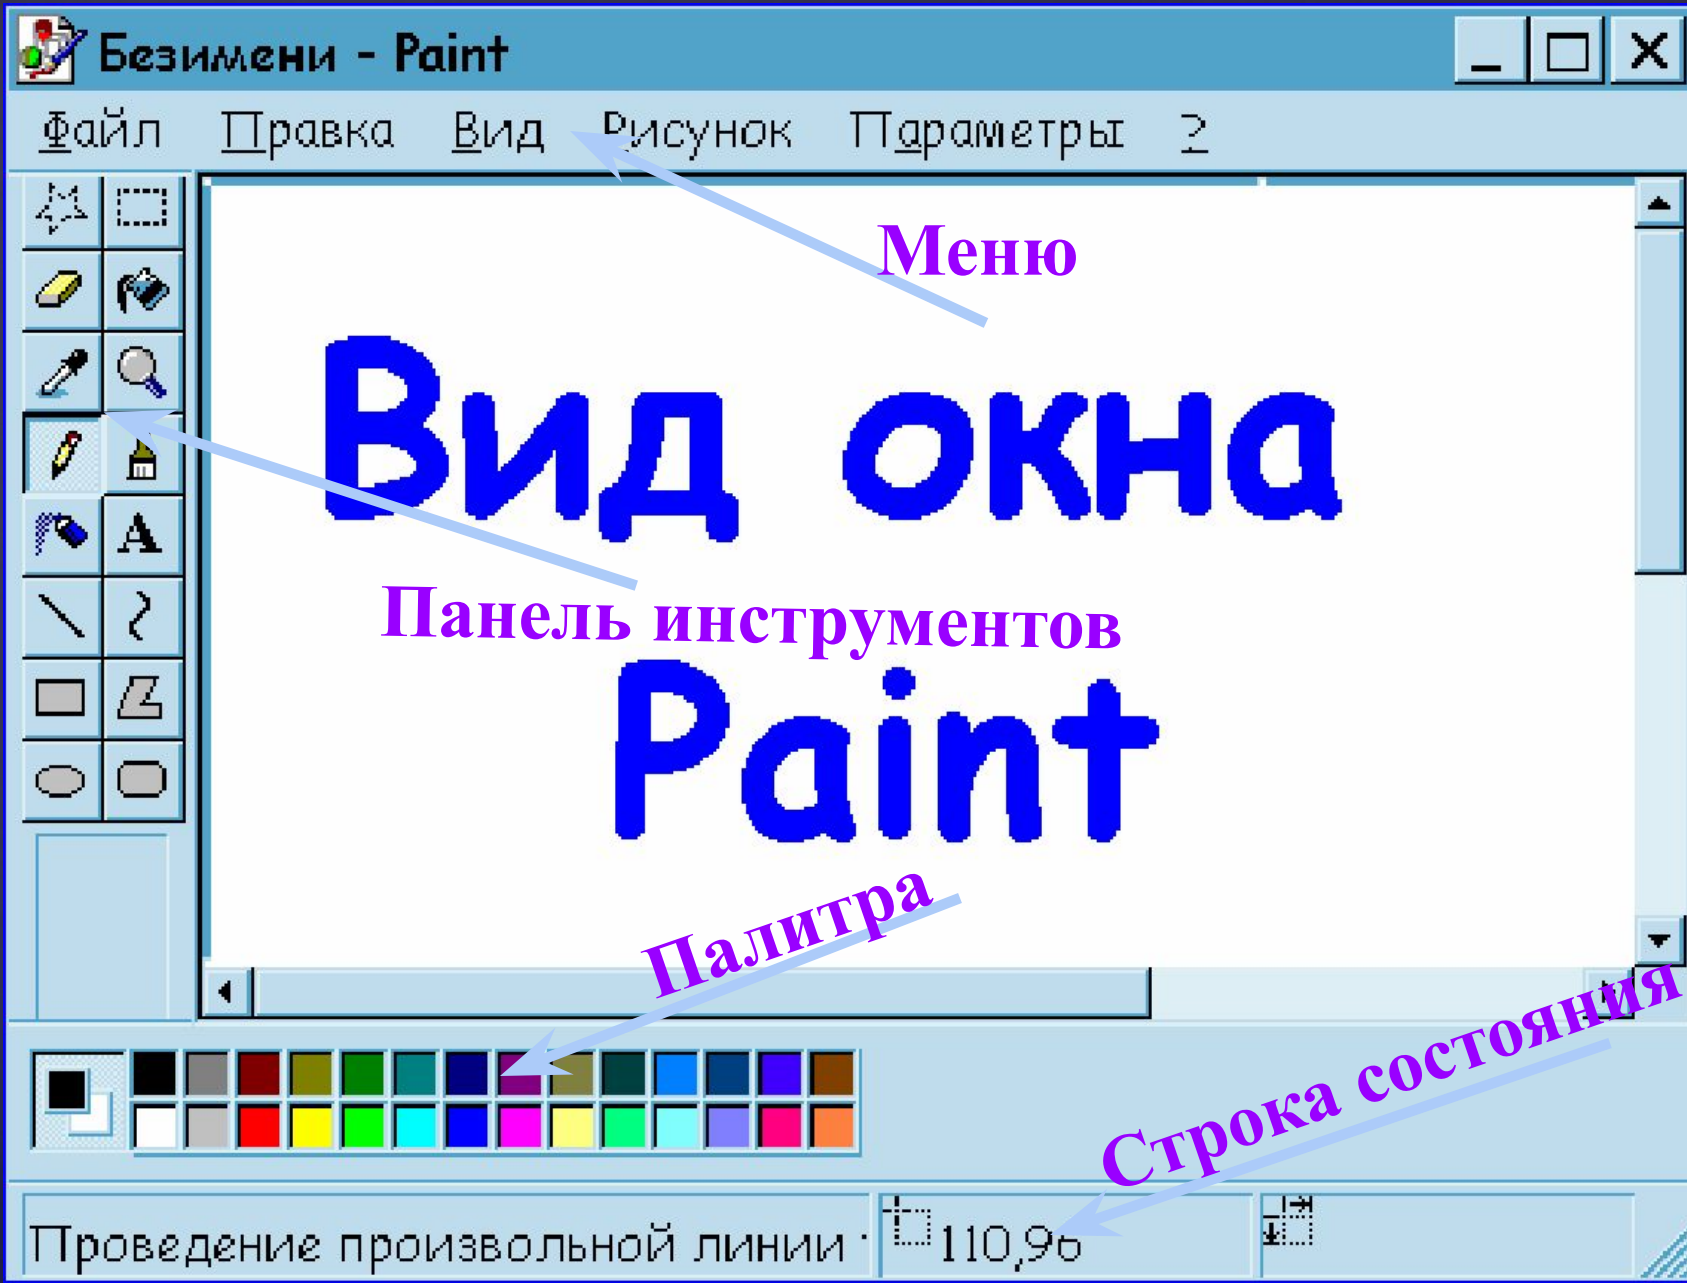 Безимени - Paint
Файл Правка Вид Рисунок Параметры ?
Меню
Вид окна
Панель инструментов
Paint
Палитра
Строка состояния
A
Проведение произвольной линии
110,96